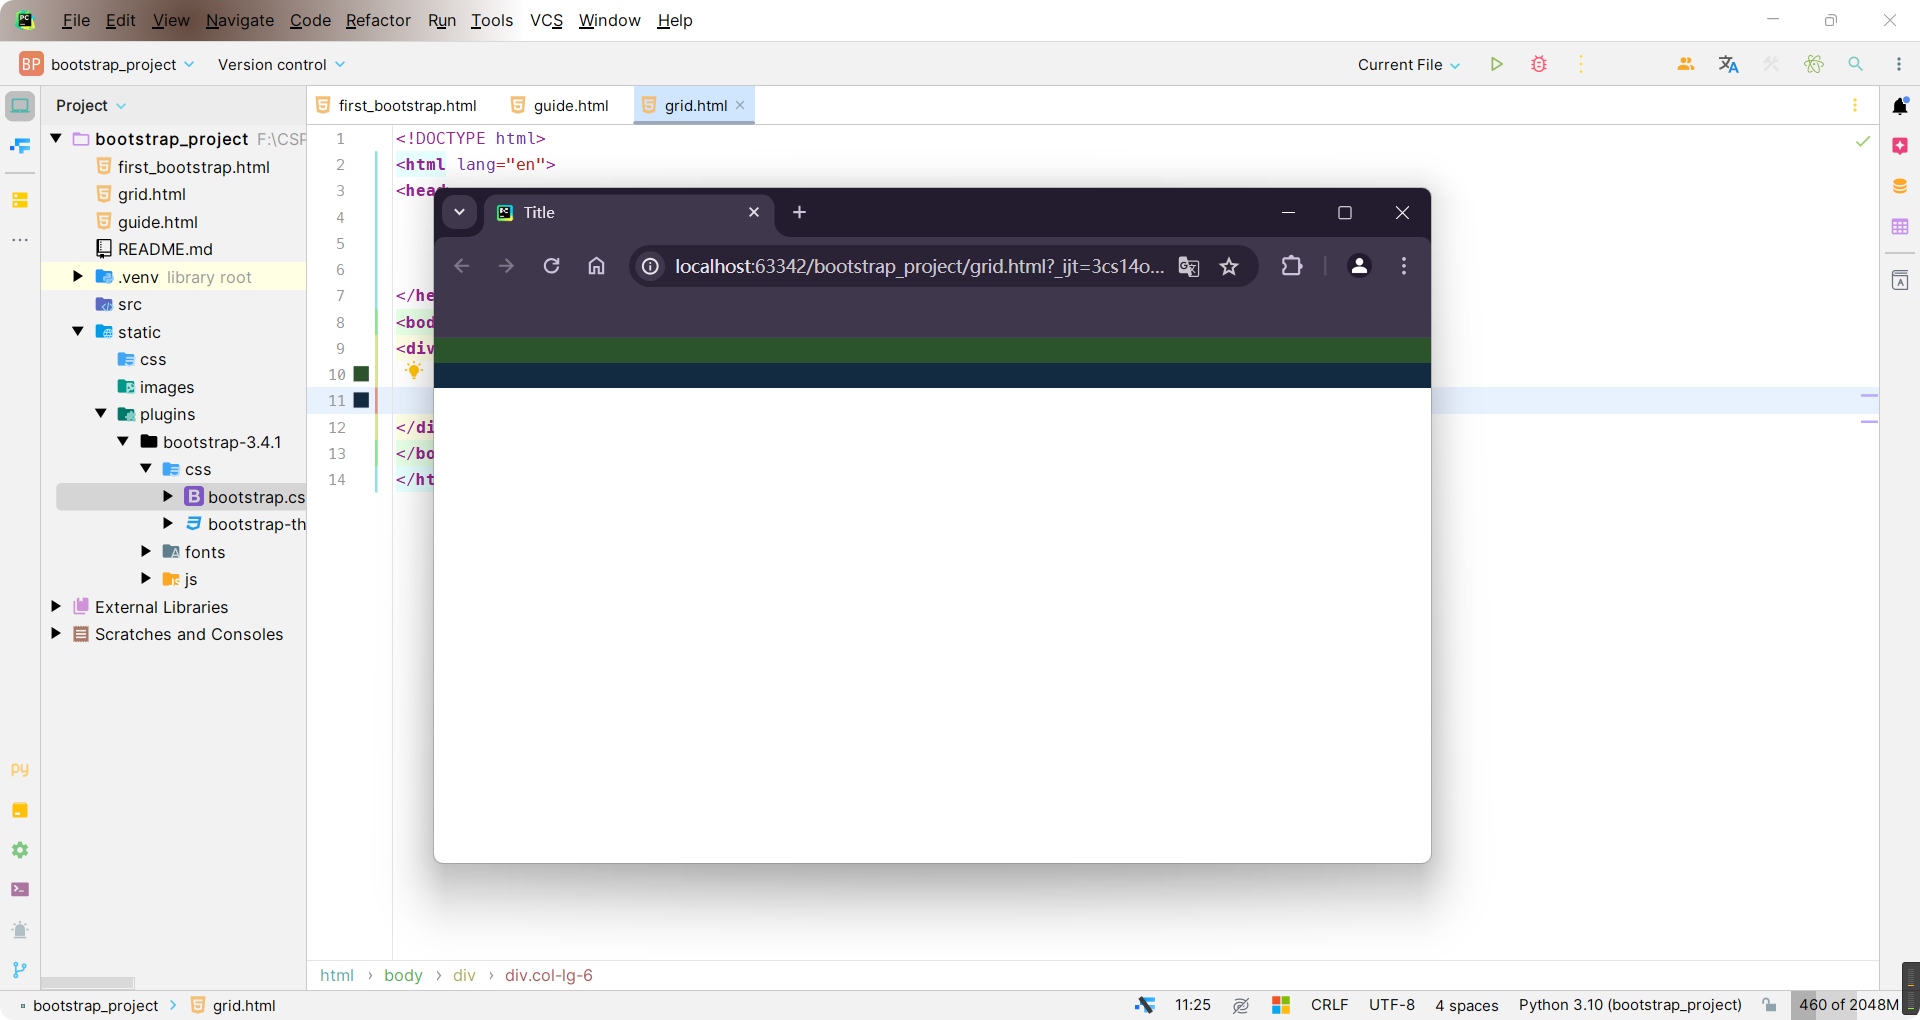 File Edit View Navigate Code Refactor Run Tools VCS Window Help
BP bootstrap_project Version control Current File
Project
first_bootstrap.html guide.html grid.html
bootstrap_project F:\CSP
first_bootstrap.html
grid.html
guide.html
README.md
.venv library root
src
static
css
images
plugins
bootstrap-3.4.1
css
bootstrap.cs
bootstrap-th
fonts
js
External Libraries
Scratches and Consoles
1 <!DOCTYPE html>
2 <html lang="en">
3 <head
4
5
6
7 </he
8 <bod
9 <div
10
11
12 </di
13 </bo
14 </ht
Title
localhost:63342/bootstrap_project/grid.html?_ijt=3cs14o...
html › body › div › div.col-lg-6
bootstrap_project grid.html 11:25 CRLF UTF-8 4 spaces Python 3.10 (bootstrap_project) 460 of 2048M